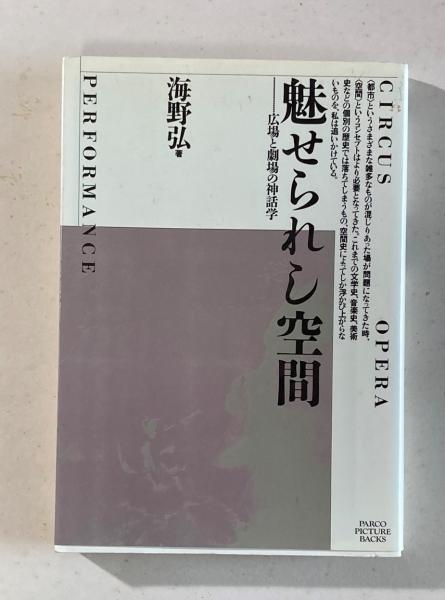 CIRCUS OPERA
〈都市〉というさまざまな雑多なものが混じりあった場が問題になってきた時、
〈空間〉というコンセプトはより必要となってきた。これまでの文学史、音楽史、美術
史などの個別の歴史では落ちてしまうもの、空間史によってしか浮かび上がらな
いものを、私は追いかけている。
魅せられし空間
広場と劇場の神話学
海野弘著
PERFORMANCE
PARCO
PICTURE
BACKS